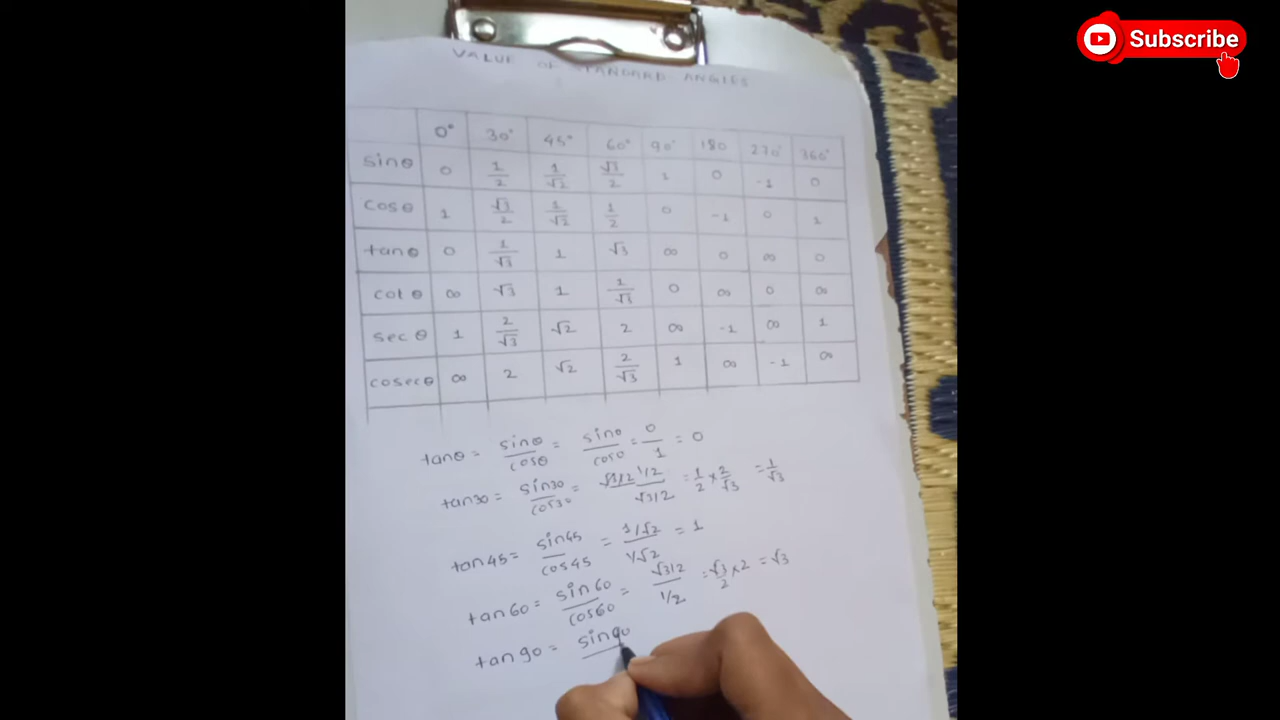 Subscribe
VALUE OF STANDARD ANGLES
0° 30° 45° 60° 90° 180 270° 360°
sinθ 0 1/2 1/√2 √3/2 1 0 -1 0
cosθ 1 √3/2 1/√2 1/2 0 -1 0 1
tanθ 0 1/√3 1 √3 ∞ 0 ∞ 0
cotθ ∞ √3 1 1/√3 0 ∞ 0 ∞
secθ 1 2/√3 √2 2 ∞ -1 ∞ 1
cosecθ ∞ 2 √2 2/√3 1 ∞ -1 ∞
tanθ = sinθ/cosθ = sin0/cos0 = 0/1 = 0
tan30 = sin30/cos30 = 1/2/√3/2 = 1/2 × 2/√3 = 1/√3
tan45 = sin45/cos45 = 1/√2/1/√2 = 1
tan60 = sin60/cos60 = √3/2/1/2 = √3/2 × 2 = √3
tan90 = sin90